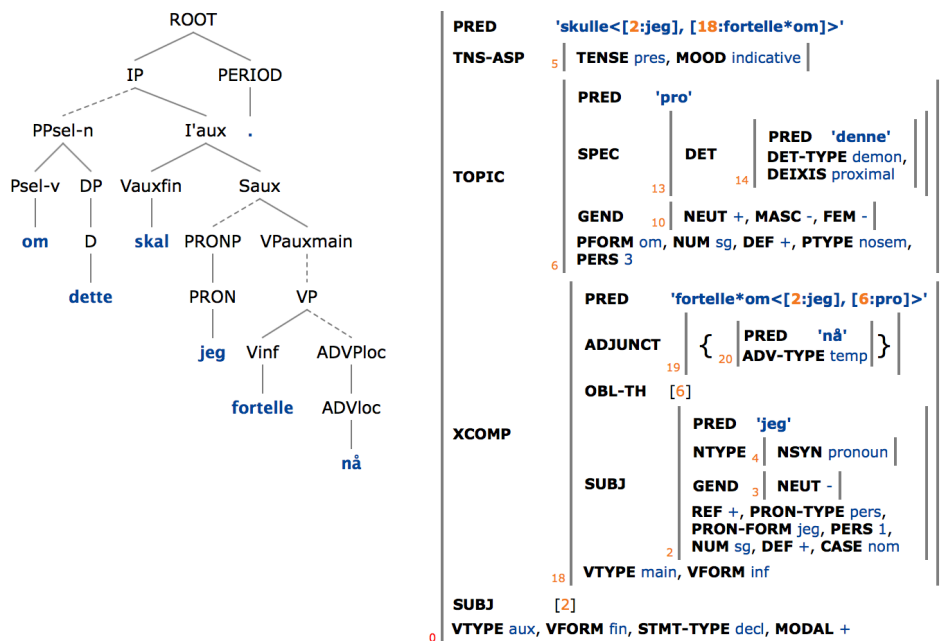 ROOT
IP PERIOD
PPsel-n I'aux .
Psel-v DP Vauxfin Saux
om D skal PRONP VPauxmain
dette PRON VP
jeg Vinf ADVPloc
fortelle ADVloc
nå
PRED 'skulle<[2:jeg], [18:fortelle*om]>'
TNS-ASP 5 TENSE pres, MOOD indicative
PRED 'pro'
PRED 'denne'
SPEC DET DET-TYPE demon,
14 DEIXIS proximal
13
TOPIC
GEND 10 NEUT +, MASC -, FEM -
PFORM om, NUM sg, DEF +, PTYPE nosem,
6 PERS 3
PRED 'fortelle*om<[2:jeg], [6:pro]>'
ADJUNCT 19 { 20 PRED 'nå'
ADV-TYPE temp }
OBL-TH [6]
PRED 'jeg'
XCOMP
NTYPE 4 NSYN pronoun
SUBJ GEND 3 NEUT -
REF +, PRON-TYPE pers,
PRON-FORM jeg, PERS 1,
2 NUM sg, DEF +, CASE nom
18 VTYPE main, VFORM inf
SUBJ [2]
0 VTYPE aux, VFORM fin, STMT-TYPE decl, MODAL +